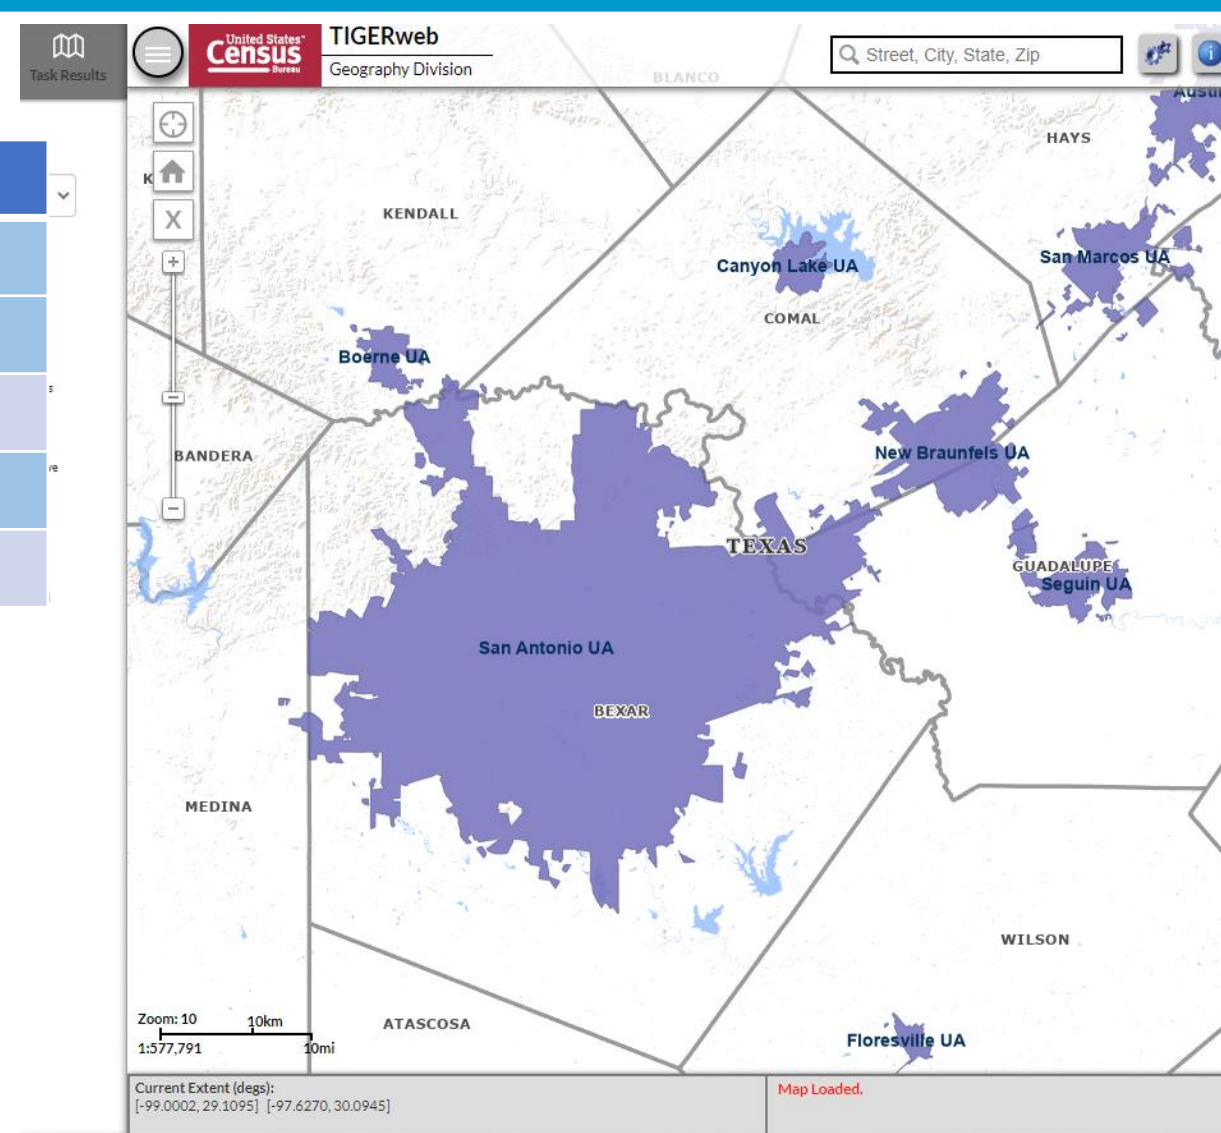 Task Results
United States™
Census
Bureau
TIGERweb
Geography Division
Street, City, State, Zip
BLANCO
HAYS
KENDALL
Canyon Lake UA
San Marcos UA
COMAL
Boerne UA
BANDERA
New Braunfels UA
TEXAS
GUADALUPE
Seguin UA
San Antonio UA
BEXAR
MEDINA
WILSON
ATASCOSA
Floresville UA
Zoom: 10
10km
1:577,791
10mi
Current Extent (degs):
[-99.0002, 29.1095] [-97.6270, 30.0945]
Map Loaded.